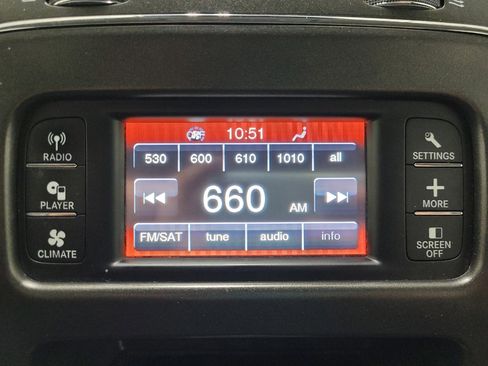 10:51
530 600 610 1010 all
660 AM
FM/SAT tune audio info
RADIO
PLAYER
CLIMATE
SETTINGS
MORE
SCREEN
OFF